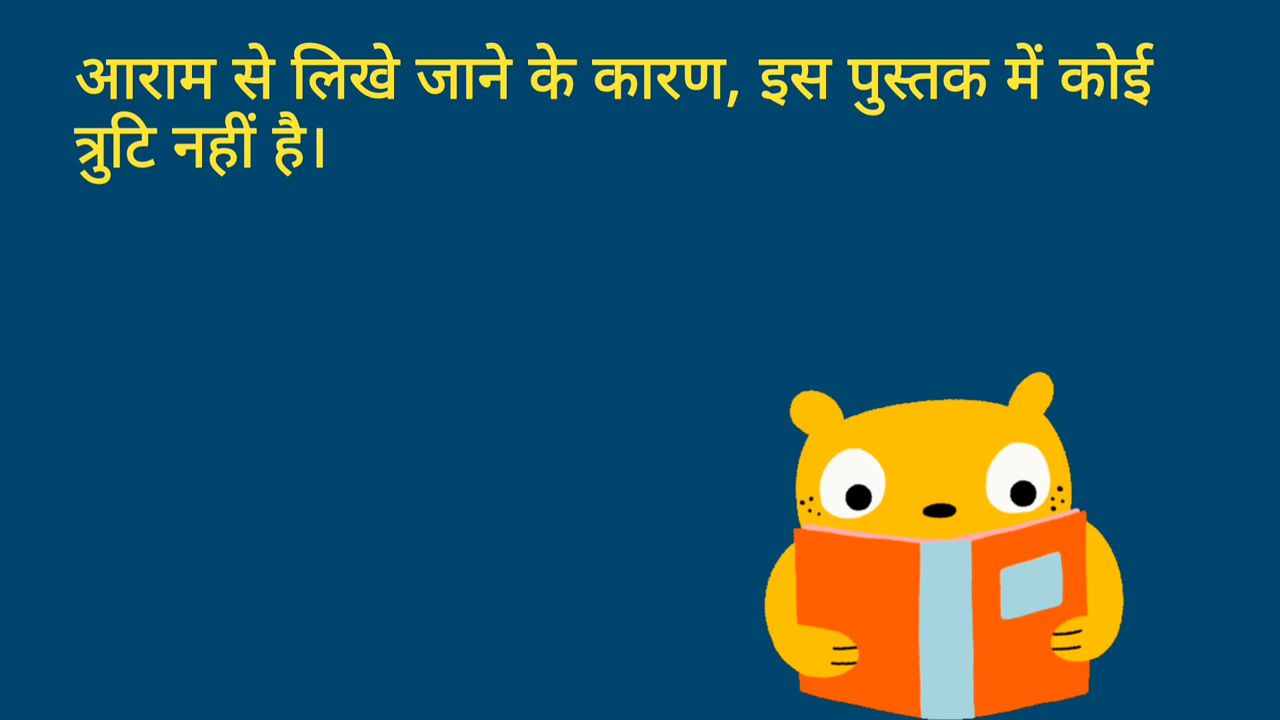 आराम से लिखे जाने के कारण, इस पुस्तक में कोई
त्रुटि नहीं है।